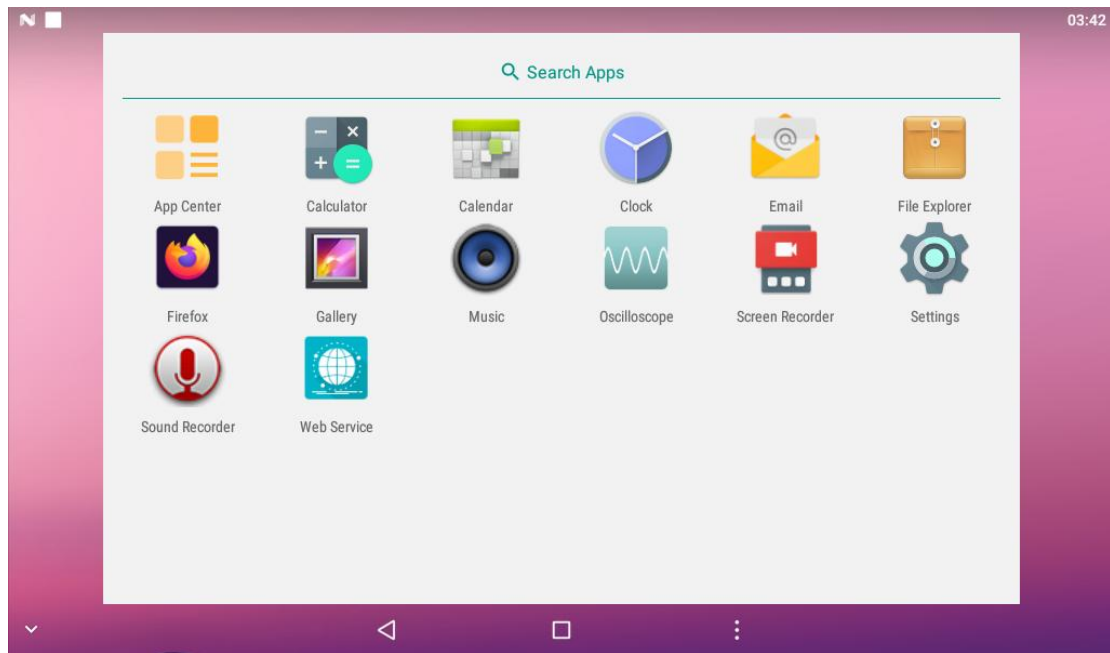 03:42
Search Apps
App Center Calculator Calendar Clock Email File Explorer
Firefox Gallery Music Oscilloscope Screen Recorder Settings
Sound Recorder Web Service